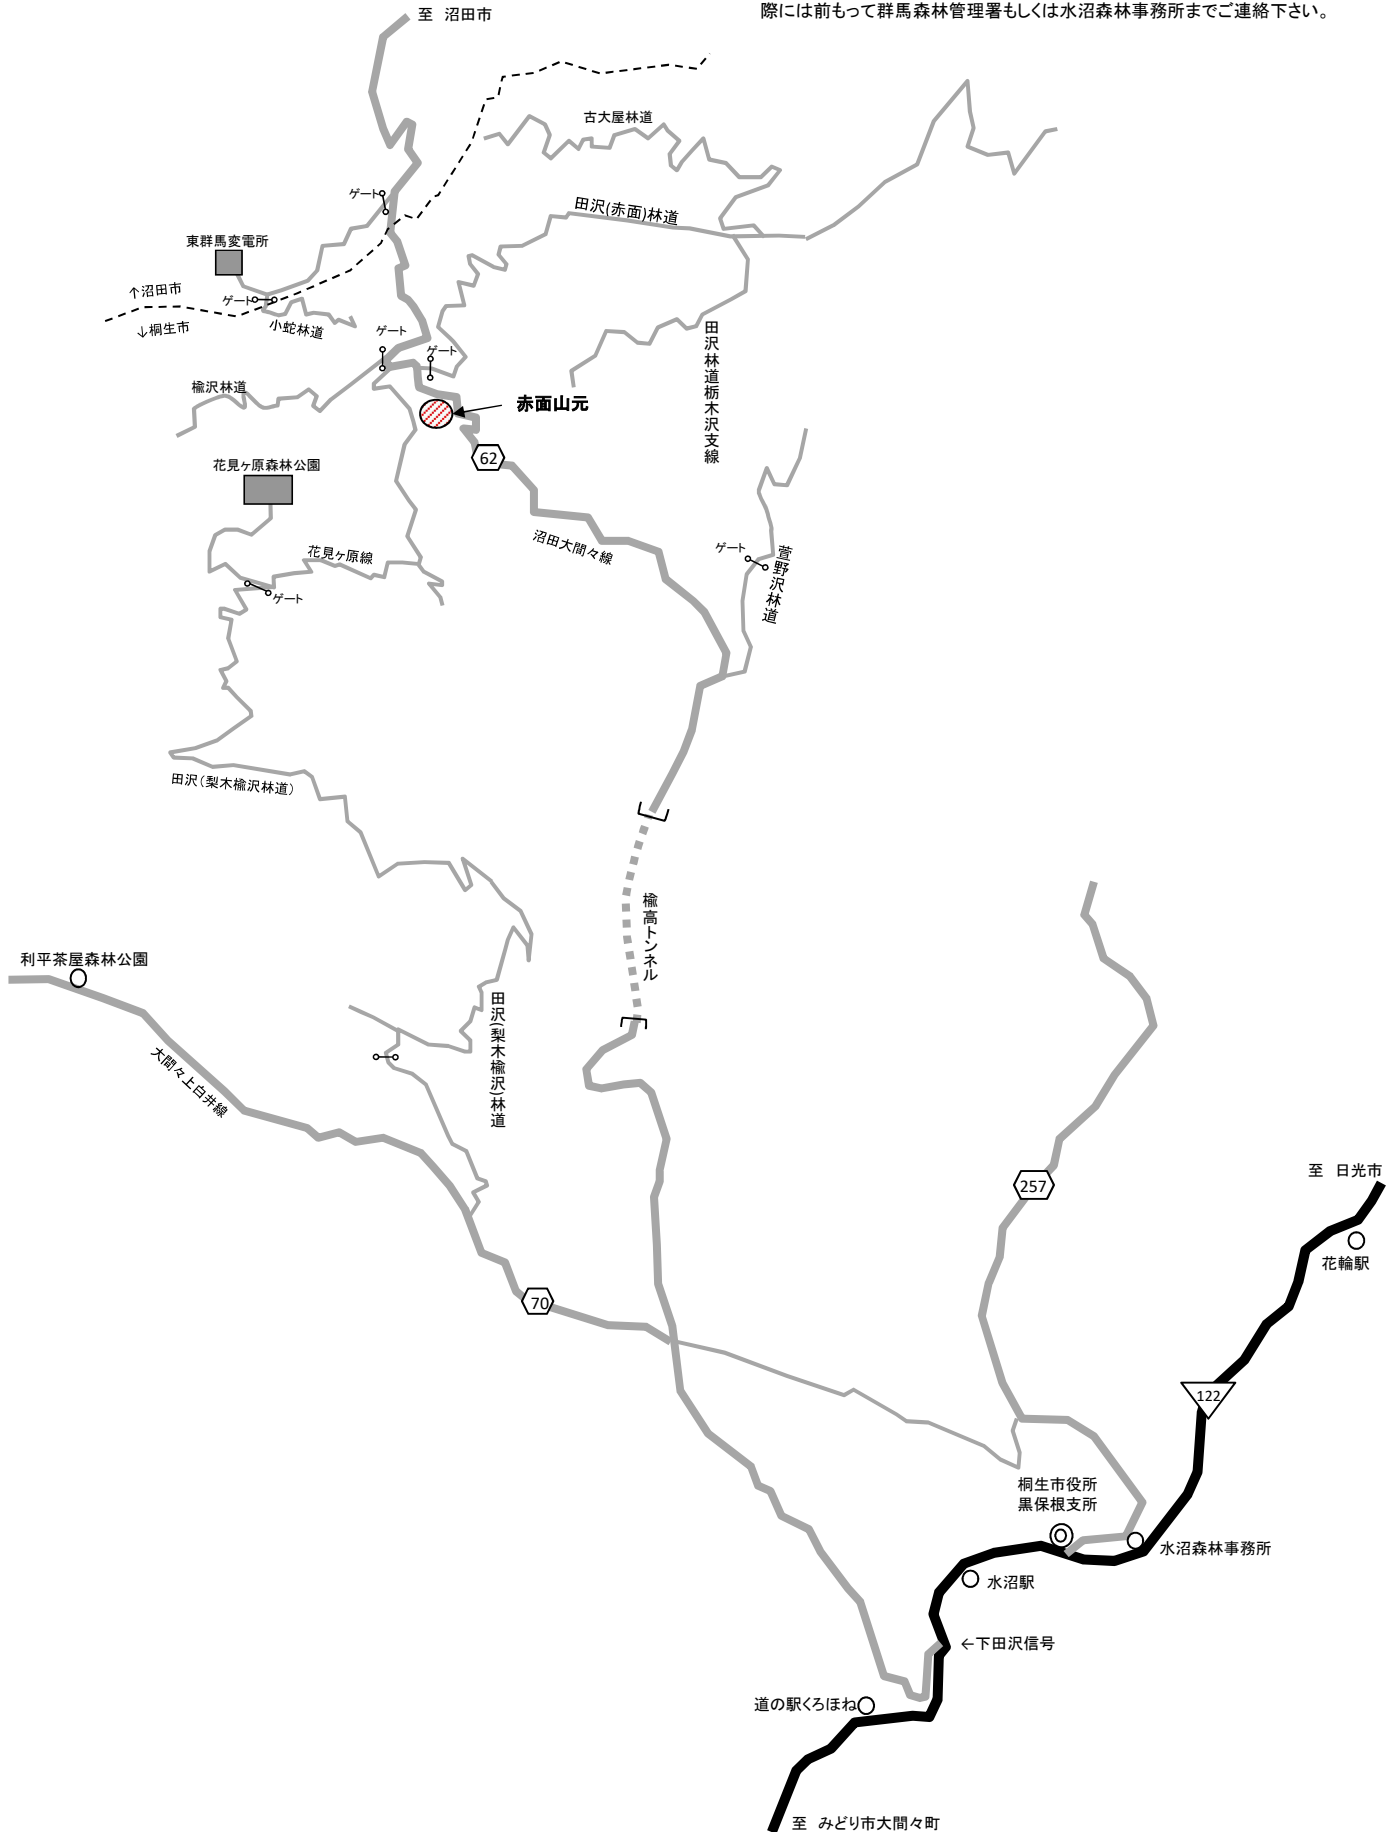 際には前もって群馬森林管理署もしくは水沼森林事務所までご連絡下さい。
至 沼田市
古大屋林道
ゲート
田沢(赤面)林道
東群馬変電所
↑沼田市
ゲート
↓桐生市
小蛇林道
ゲート
ゲート
田沢林道栃木沢支線
楡沢林道
赤面山元
62
花見ヶ原森林公園
沼田大間々線
花見ヶ原線
ゲート
萱野沢林道
ゲート
田沢(梨木楡沢林道)
楡高トンネル
利平茶屋森林公園
田沢(梨木楡沢)林道
大間々上白井線
257
至 日光市
花輪駅
70
122
桐生市役所
黒保根支所
水沼森林事務所
水沼駅
←下田沢信号
道の駅くろほね
至 みどり市大間々町